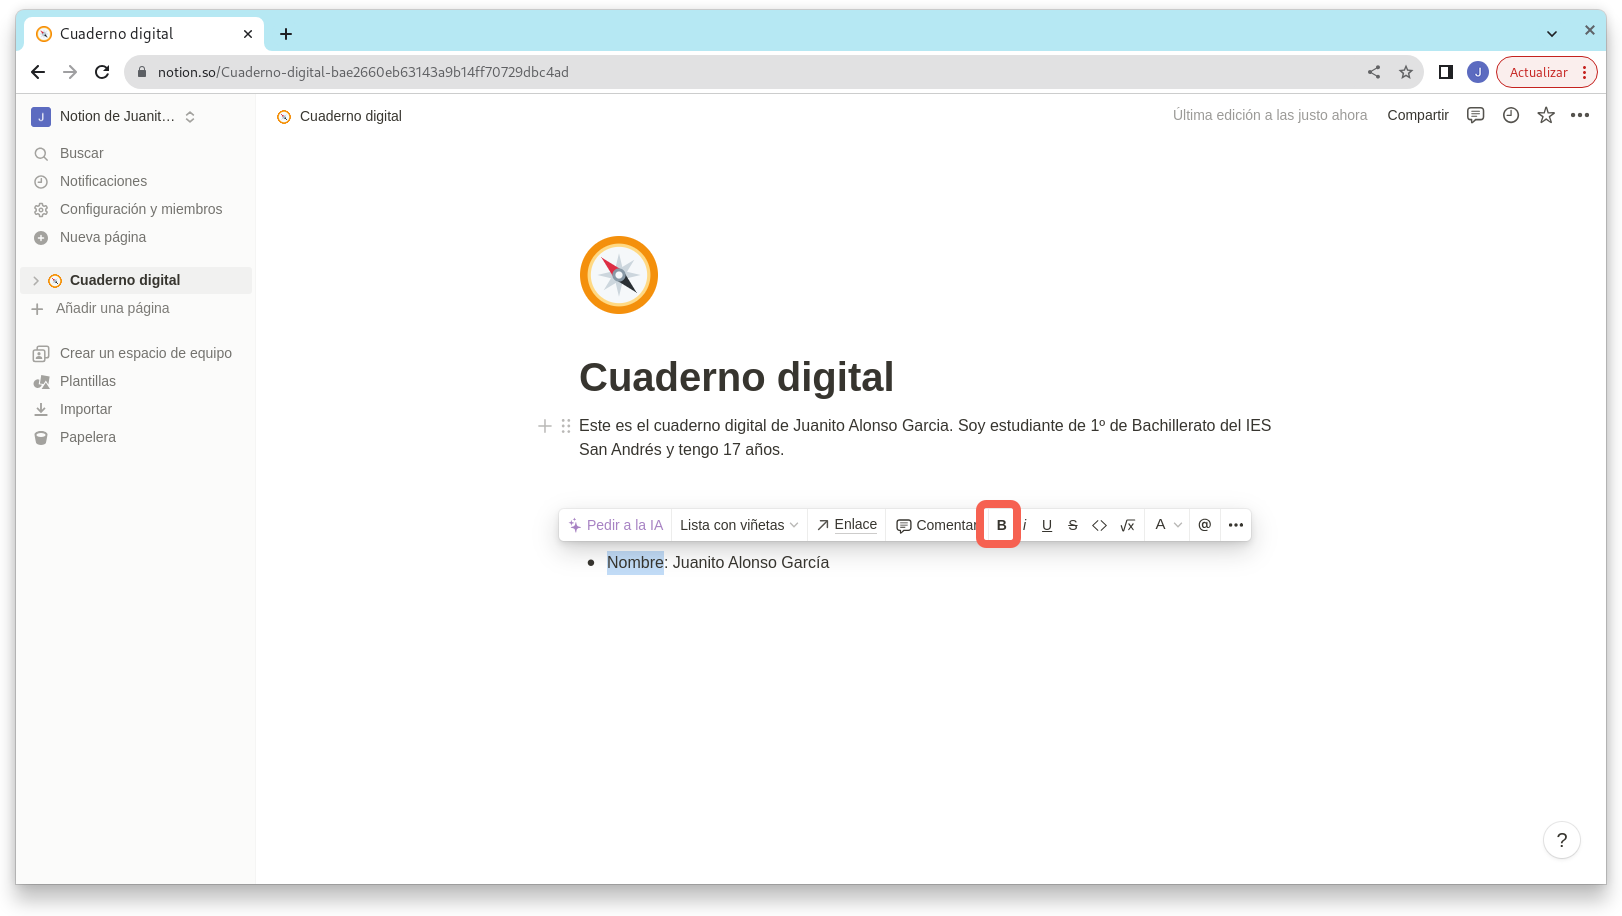 Cuaderno digital
notion.so/Cuaderno-digital-bae2660eb63143a9b14ff70729dbc4ad
J
Actualizar
J Notion de Juanit...
Cuaderno digital
Última edición a las justo ahora
Compartir
Buscar
Notificaciones
Configuración y miembros
Nueva página
Cuaderno digital
Añadir una página
Crear un espacio de equipo
Plantillas
Importar
Papelera
Cuaderno digital
Este es el cuaderno digital de Juanito Alonso Garcia. Soy estudiante de 1º de Bachillerato del IES
San Andrés y tengo 17 años.
Pedir a la IA Lista con viñetas Enlace Comentar B i U S <> √x A @ •••
• Nombre: Juanito Alonso García
?